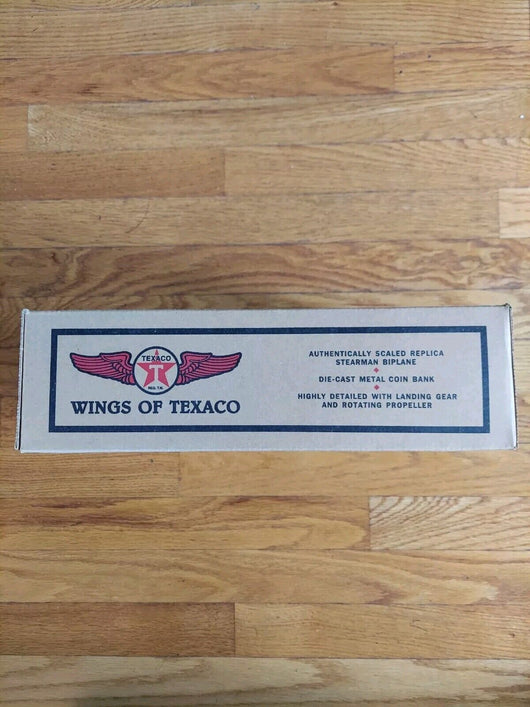 TEXACO
T
REG. T.M.
WINGS OF TEXACO
AUTHENTICALLY SCALED REPLICA
STEARMAN BIPLANE
DIE-CAST METAL COIN BANK
HIGHLY DETAILED WITH LANDING GEAR
AND ROTATING PROPELLER